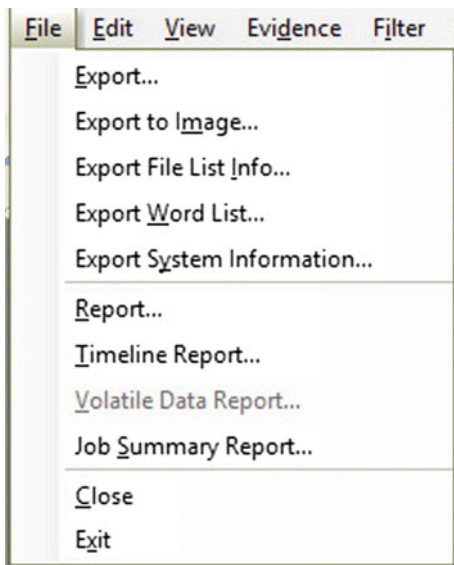 File Edit View Evidence Filter
Export...
Export to Image...
Export File List Info...
Export Word List...
Export System Information...
Report...
Timeline Report...
Volatile Data Report...
Job Summary Report...
Close
Exit